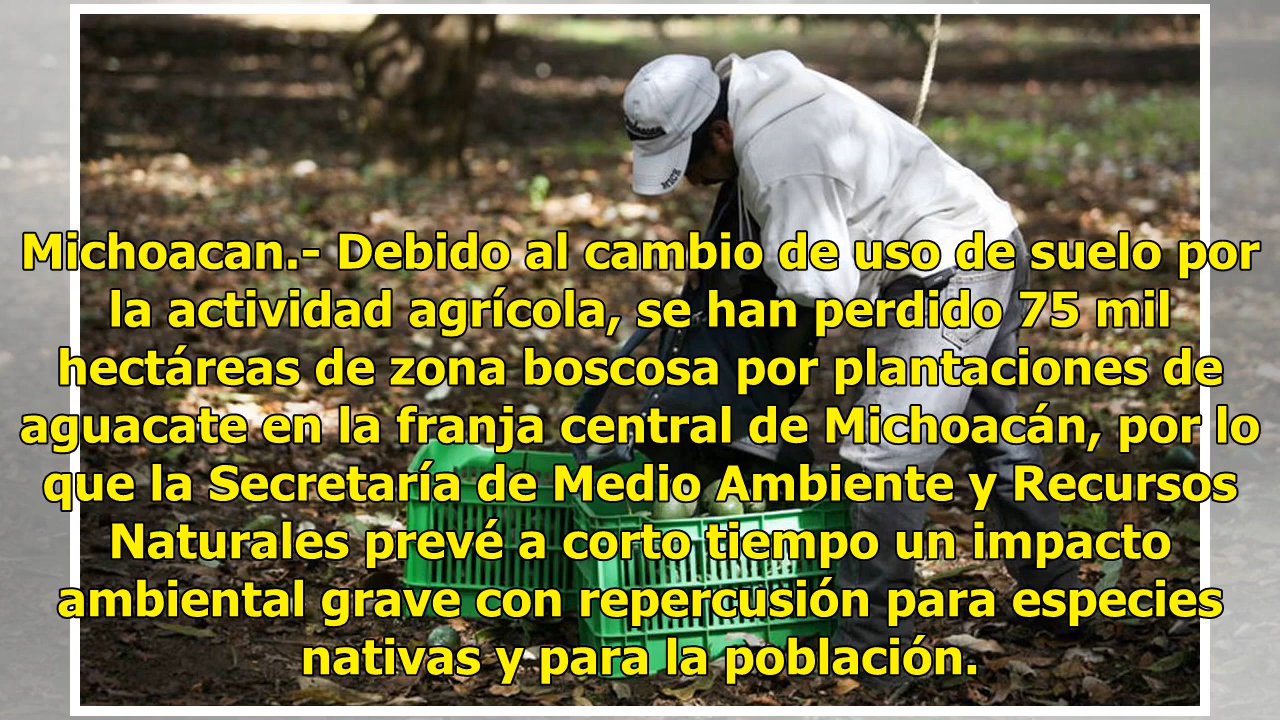 Michoacan.- Debido al cambio de uso de suelo por
la actividad agrícola, se han perdido 75 mil
hectáreas de zona boscosa por plantaciones de
aguacate en la franja central de Michoacán, por lo
que la Secretaría de Medio Ambiente y Recursos
Naturales prevé a corto tiempo un impacto
ambiental grave con repercusión para especies
nativas y para la población.